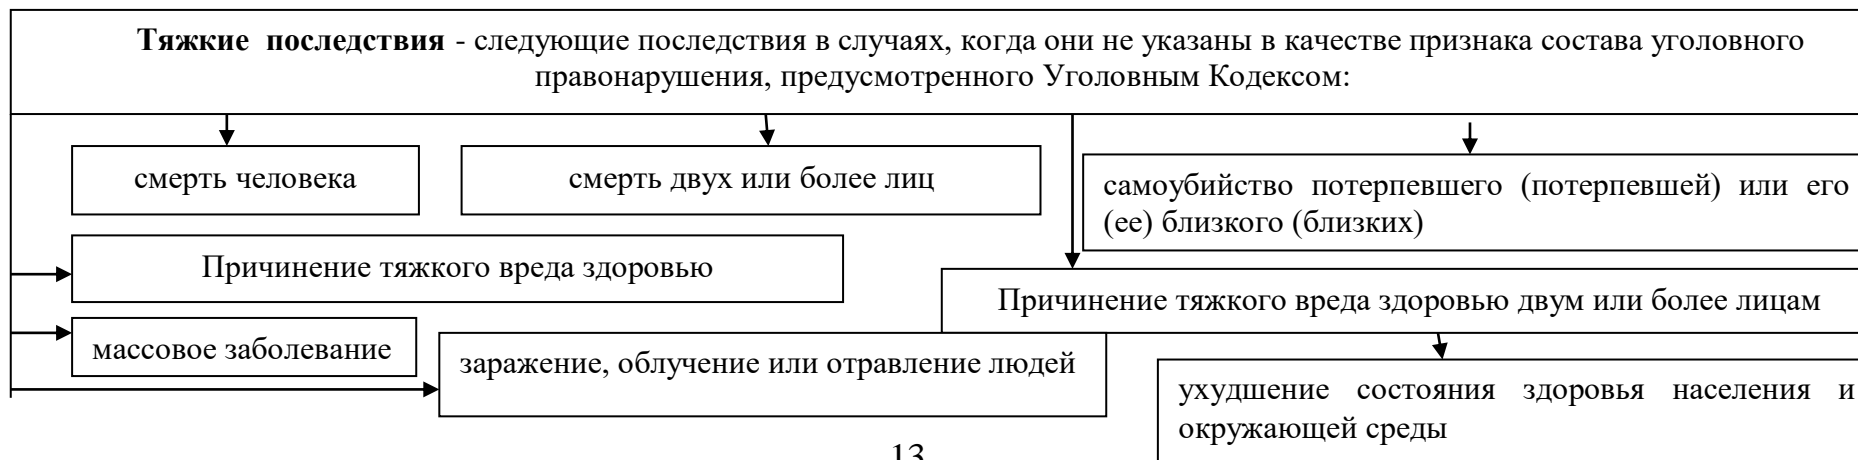 Тяжкие последствия - следующие последствия в случаях, когда они не указаны в качестве признака состава уголовного
правонарушения, предусмотренного Уголовным Кодексом:
смерть человека
смерть двух или более лиц
самоубийство потерпевшего (потерпевшей) или его
(ее) близкого (близких)
Причинение тяжкого вреда здоровью
Причинение тяжкого вреда здоровью двум или более лицам
массовое заболевание
заражение, облучение или отравление людей
ухудшение состояния здоровья населения и
окружающей среды
13